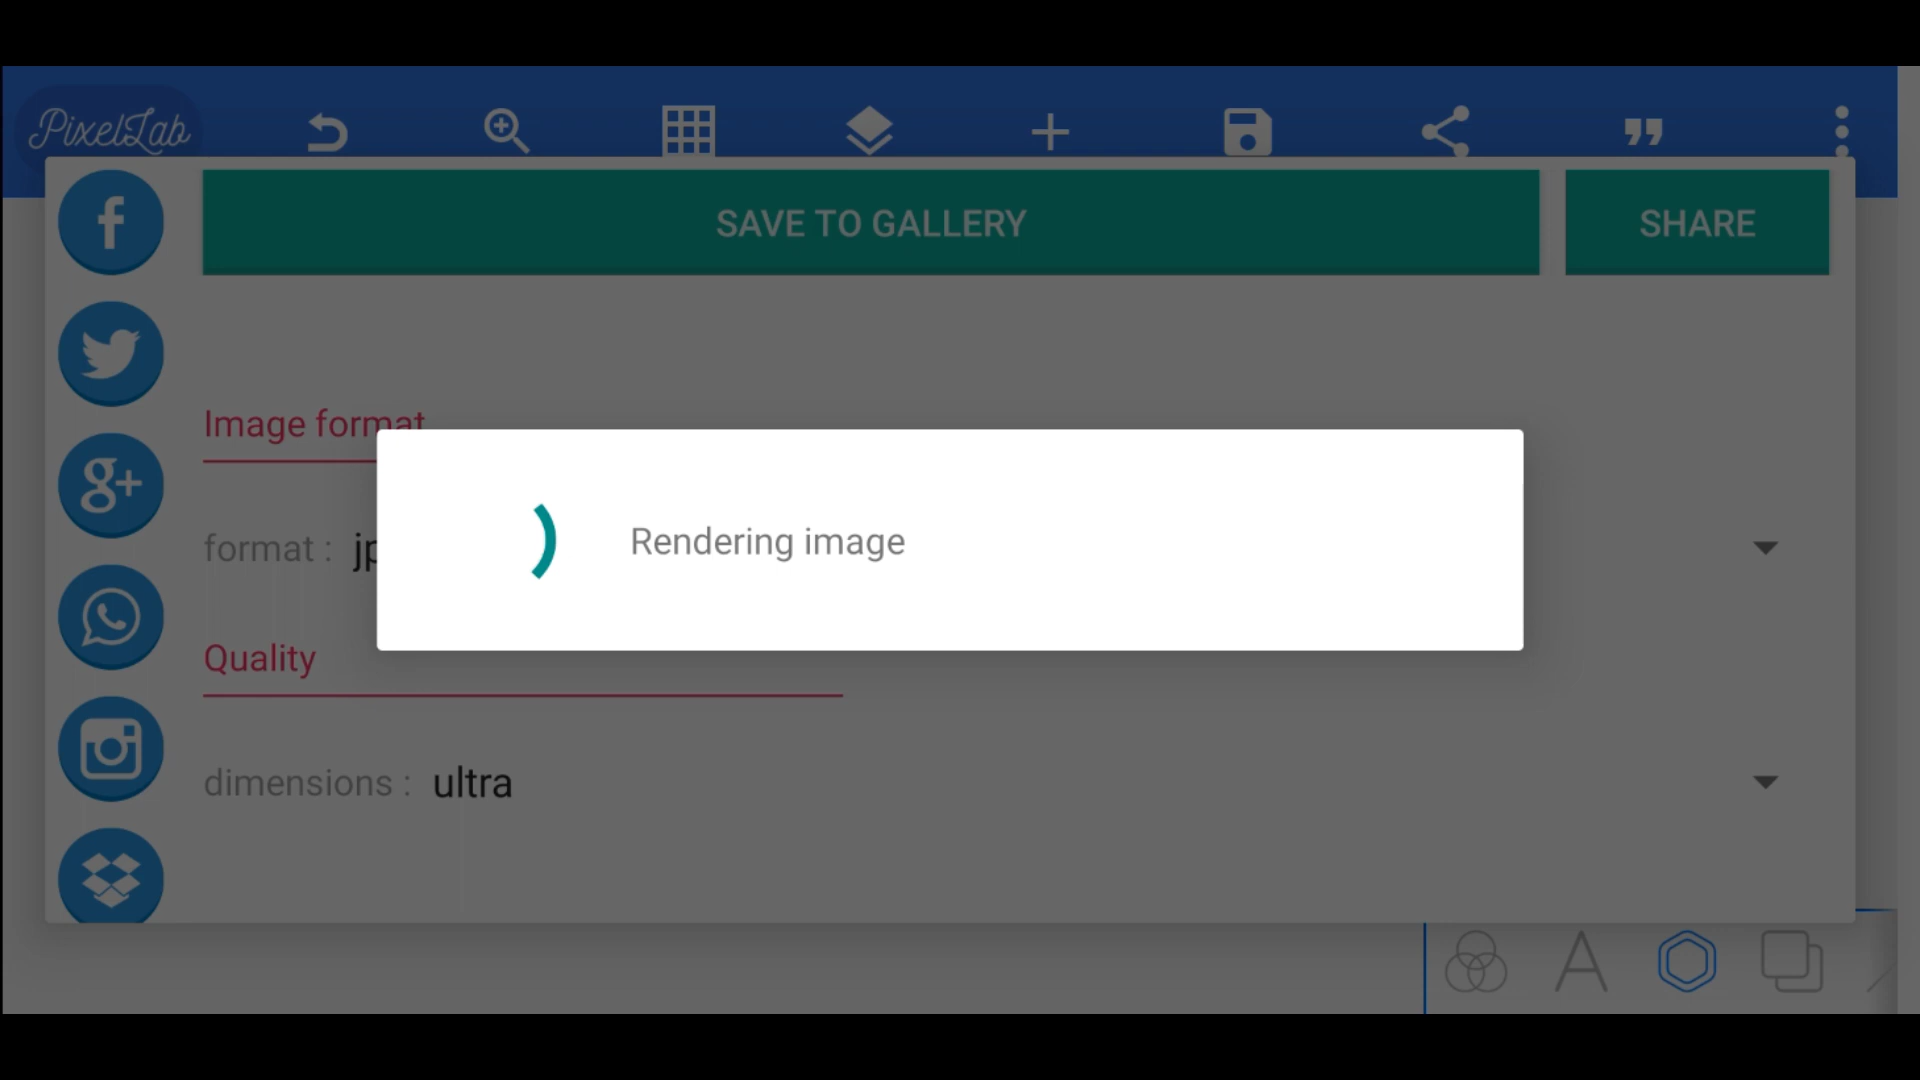 PixelLab
SAVE TO GALLERY
SHARE
Image format
format :
Rendering image
Quality
dimensions : ultra